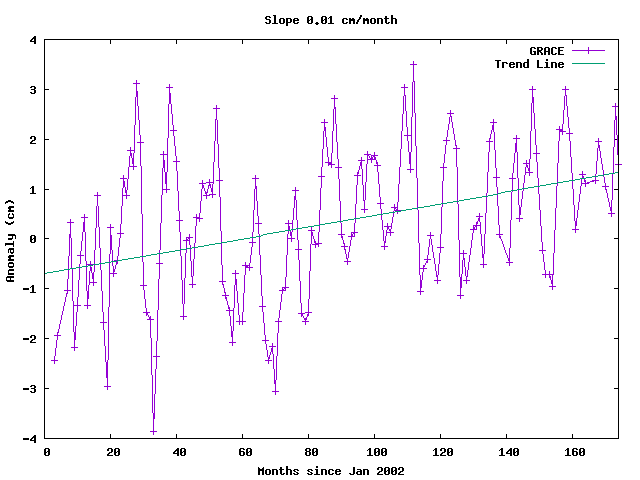 Slope 0.01 cm/month
GRACE
Trend Line
4
3
2
1
0
-1
-2
-3
-4
Anomaly (cm)
0 20 40 60 80 100 120 140 160
Months since Jan 2002